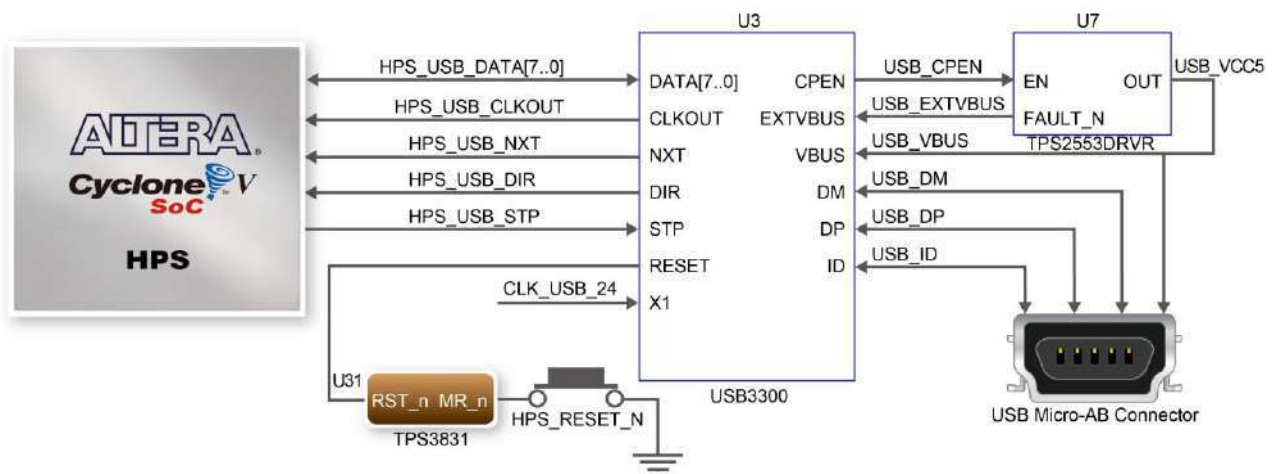 U3
U7
HPS_USB_DATA[7..0]
DATA[7..0]
CPEN
USB_CPEN
EN
OUT
USB_VCC5
HPS_USB_CLKOUT
CLKOUT
EXTVBUS
USB_EXTVBUS
FAULT_N
TPS2553DRVR
HPS_USB_NXT
NXT
VBUS
USB_VBUS
HPS_USB_DIR
DIR
DM
USB_DM
HPS_USB_STP
STP
DP
USB_DP
RESET
ID
USB_ID
CLK_USB_24
X1
ALTERA
Cyclone V
SoC
HPS
U31
RST_n MR_n
TPS3831
HPS_RESET_N
USB3300
USB Micro-AB Connector